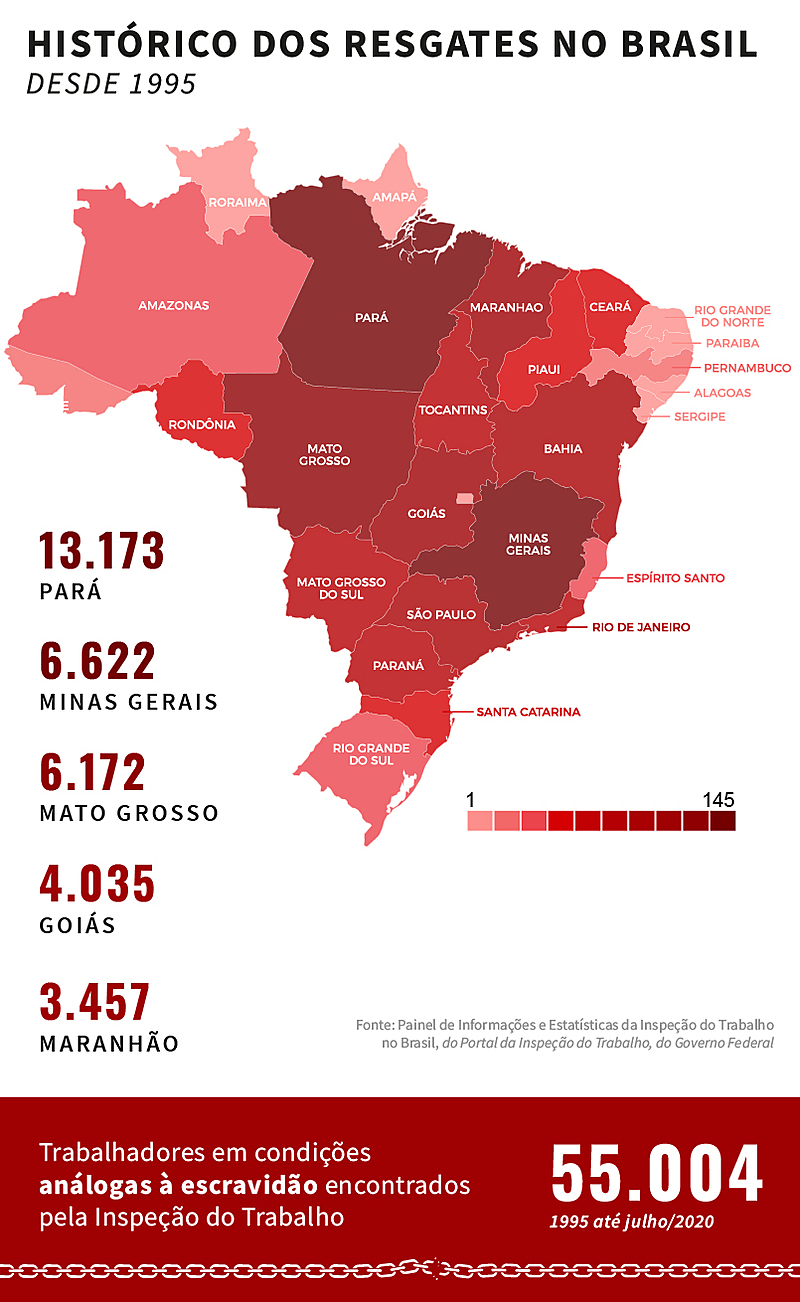 HISTÓRICO DOS RESGATES NO BRASIL
DESDE 1995
RORAIMA
AMAPÁ
AMAZONAS
PARÁ
MARANHAO
CEARÁ
RIO GRANDE
DO NORTE
PARAIBA
PIAUI
PERNAMBUCO
ALAGOAS
TOCANTINS
SERGIPE
RONDÔNIA
MATO
GROSSO
BAHIA
GOIÁS
MINAS
GERAIS
MATO GROSSO
DO SUL
ESPÍRITO SANTO
SÃO PAULO
RIO DE JANEIRO
PARANÁ
SANTA CATARINA
RIO GRANDE
DO SUL
1 145
13.173
PARÁ
6.622
MINAS GERAIS
6.172
MATO GROSSO
4.035
GOIÁS
3.457
MARANHÃO
Fonte: Painel de Informações e Estatísticas da Inspeção do Trabalho
no Brasil, do Portal da Inspeção do Trabalho, do Governo Federal
Trabalhadores em condições
análogas à escravidão encontrados
pela Inspeção do Trabalho
55.004
1995 até julho/2020